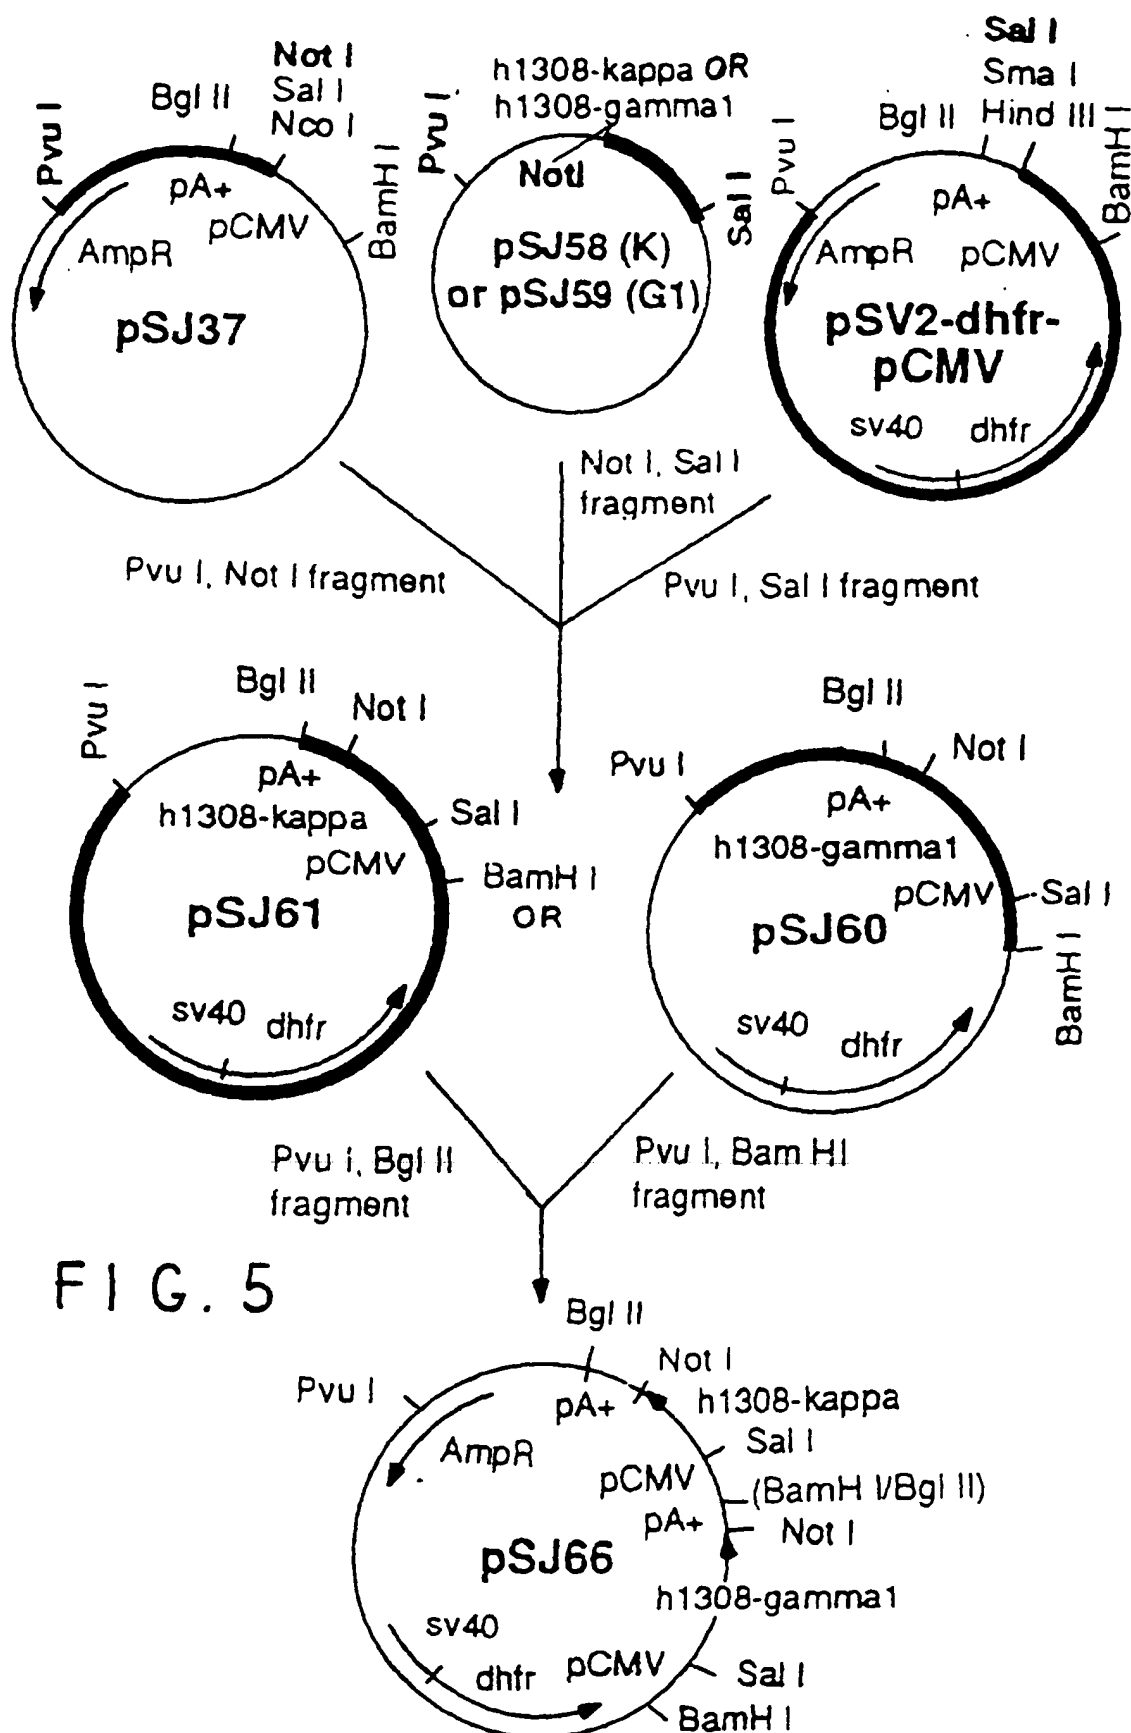 Pvu I
Bgl II
Not I
Sal I
Nco I
BamH I
pA+
pCMV
AmpR
pSJ37
h1308-kappa OR
h1308-gamma1
Pvu I
NotI
Sal I
pSJ58 (K)
or pSJ59 (G1)
Sal I
Sma I
Hind III
Bgl II
Pvu I
BamH I
pA+
AmpR
pCMV
pSV2-dhfr-
pCMV
sv40
dhfr
Not I, Sal I
fragment
Pvu I, Not I fragment
Pvu I, Sal I fragment
Pvu I
Bgl II
Not I
pA+
h1308-kappa
Sal I
pCMV
BamH I
OR
pSJ61
sv40
dhfr
Bgl II
Pvu I
Not I
pA+
h1308-gamma1
pCMV
Sal I
pSJ60
BamH I
sv40
dhfr
Pvu I, Bgl II
fragment
Pvu I, Bam HI
fragment
FIG. 5
Bgl II
Pvu I
Not I
pA+
h1308-kappa
AmpR
Sal I
pCMV
(BamH I/Bgl II)
pA+
Not I
pSJ66
h1308-gamma1
sv40
dhfr
pCMV
Sal I
BamH I